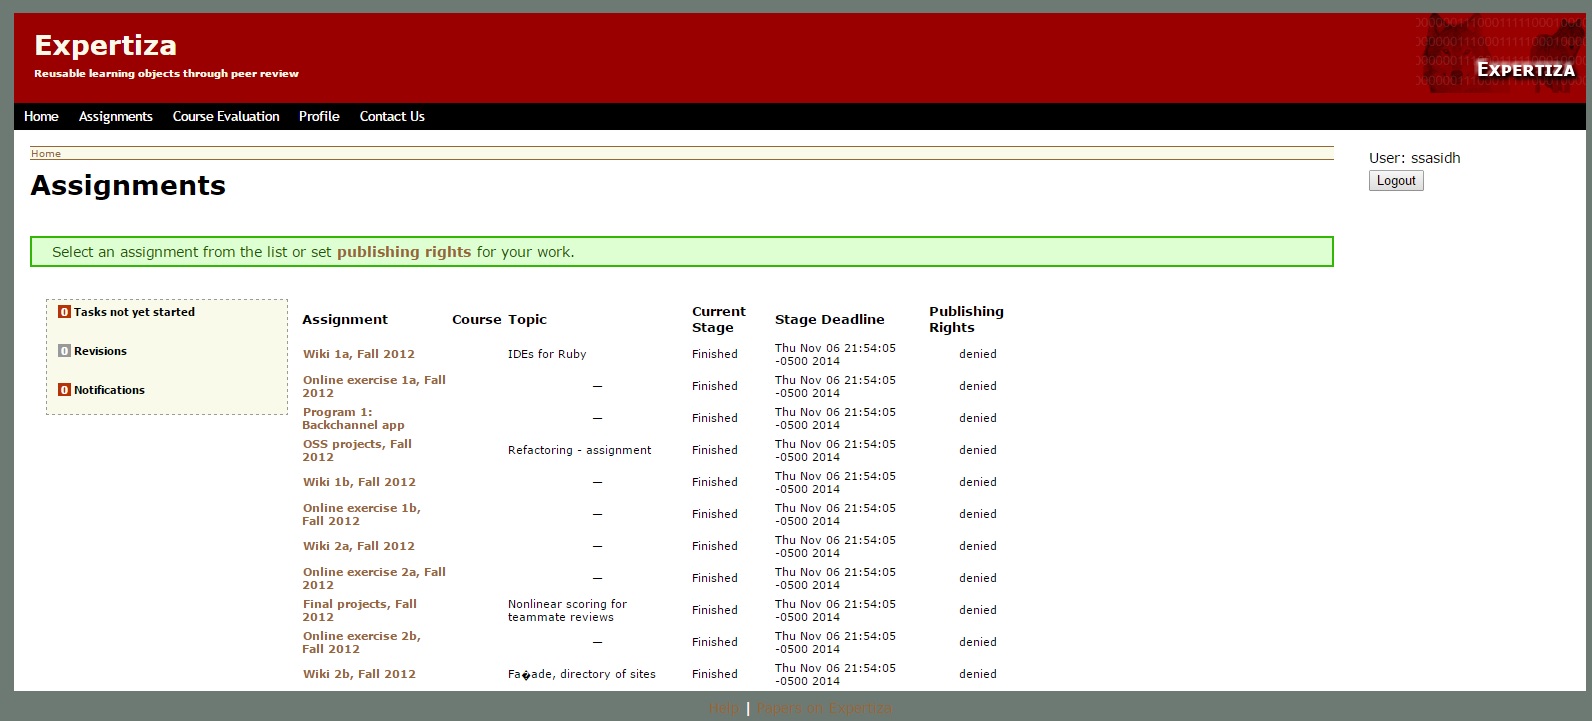 Expertiza
Reusable learning objects through peer review
EXPERTIZA
Home Assignments Course Evaluation Profile Contact Us
Home
User: ssasidh
Logout
Assignments
Select an assignment from the list or set publishing rights for your work.
0 Tasks not yet started
0 Revisions
0 Notifications
Assignment Course Topic Current Stage Stage Deadline Publishing Rights
Wiki 1a, Fall 2012 IDEs for Ruby Finished Thu Nov 06 21:54:05 -0500 2014 denied
Online exercise 1a, Fall 2012 — Finished Thu Nov 06 21:54:05 -0500 2014 denied
Program 1: Backchannel app — Finished Thu Nov 06 21:54:05 -0500 2014 denied
OSS projects, Fall 2012 Refactoring - assignment Finished Thu Nov 06 21:54:05 -0500 2014 denied
Wiki 1b, Fall 2012 — Finished Thu Nov 06 21:54:05 -0500 2014 denied
Online exercise 1b, Fall 2012 — Finished Thu Nov 06 21:54:05 -0500 2014 denied
Wiki 2a, Fall 2012 — Finished Thu Nov 06 21:54:05 -0500 2014 denied
Online exercise 2a, Fall 2012 — Finished Thu Nov 06 21:54:05 -0500 2014 denied
Final projects, Fall 2012 Nonlinear scoring for teammate reviews Finished Thu Nov 06 21:54:05 -0500 2014 denied
Online exercise 2b, Fall 2012 — Finished Thu Nov 06 21:54:05 -0500 2014 denied
Wiki 2b, Fall 2012 Fa�ade, directory of sites Finished Thu Nov 06 21:54:05 -0500 2014 denied
Help | Papers on Expertiza